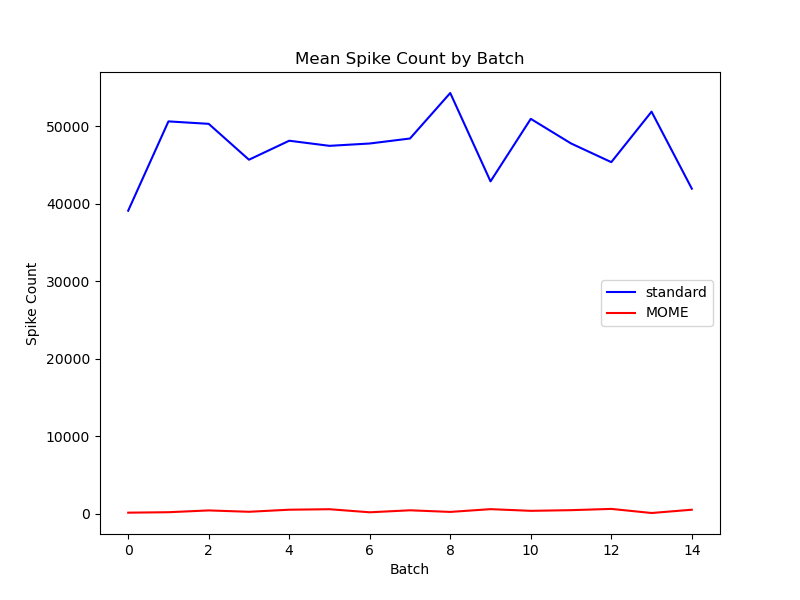 Mean Spike Count by Batch
Spike Count
50000
40000
30000
20000
10000
0
standard
MOME
0 2 4 6 8 10 12 14
Batch